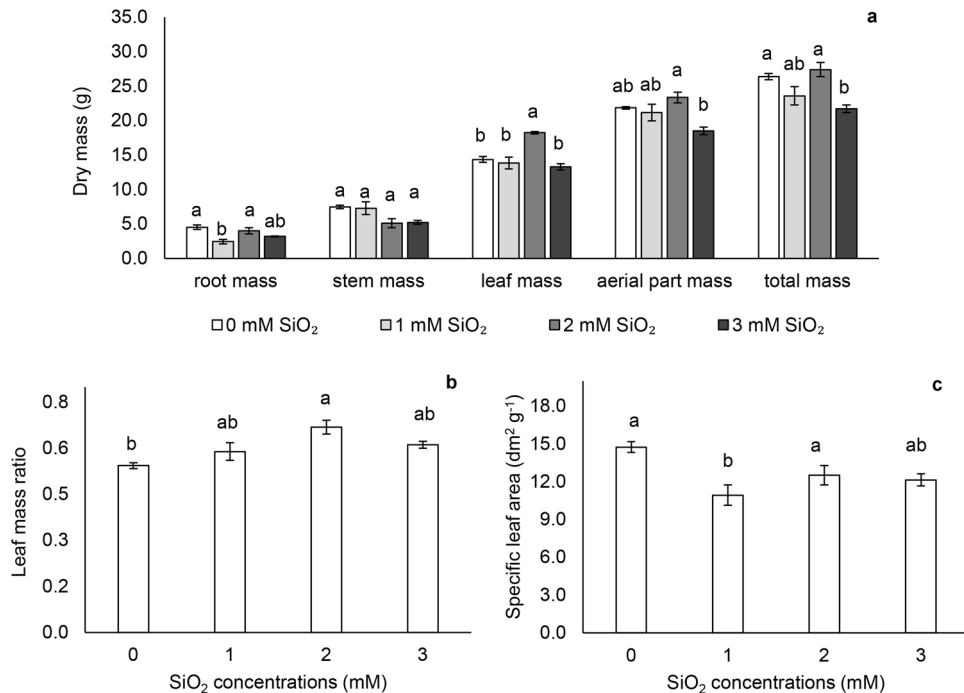 a
35.0
30.0
25.0
20.0
15.0
10.0
5.0
0.0
Dry mass (g)
a b a ab
a a a a
b b a b
ab ab a b
a ab a b
root mass stem mass leaf mass aerial part mass total mass
0 mM SiO₂ 1 mM SiO₂ 2 mM SiO₂ 3 mM SiO₂
b
0.8
0.6
0.5
0.3
0.2
0.0
Leaf mass ratio
b ab a ab
0 1 2 3
SiO₂ concentrations (mM)
c
18.0
15.0
12.0
9.0
6.0
3.0
0.0
Specific leaf area (dm² g⁻¹)
a b a ab
0 1 2 3
SiO₂ concentrations (mM)